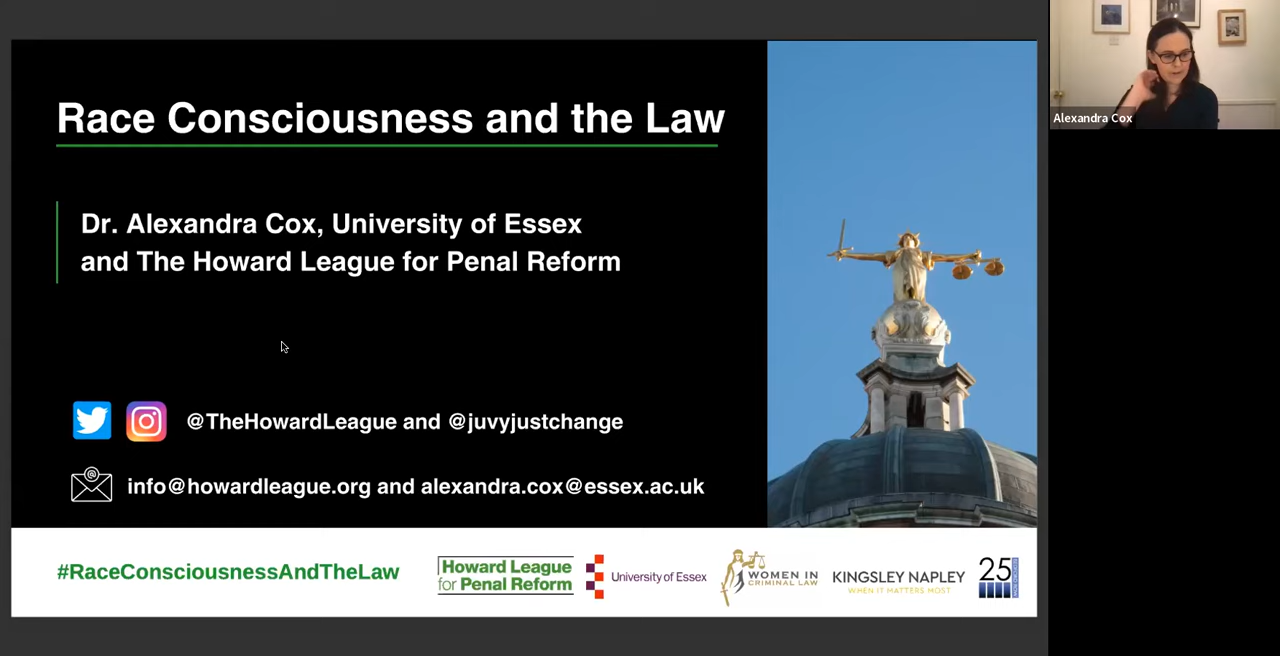 Race Consciousness and the Law
Dr. Alexandra Cox, University of Essex
and The Howard League for Penal Reform
@TheHowardLeague and @juvyjustchange
@
info@howardleague.org and alexandra.cox@essex.ac.uk
#RaceConsciousnessAndTheLaw
Howard League
for Penal Reform
University of Essex
WOMEN IN
CRIMINAL LAW
KINGSLEY NAPLEY
WHEN IT MATTERS MOST
25
Alexandra Cox